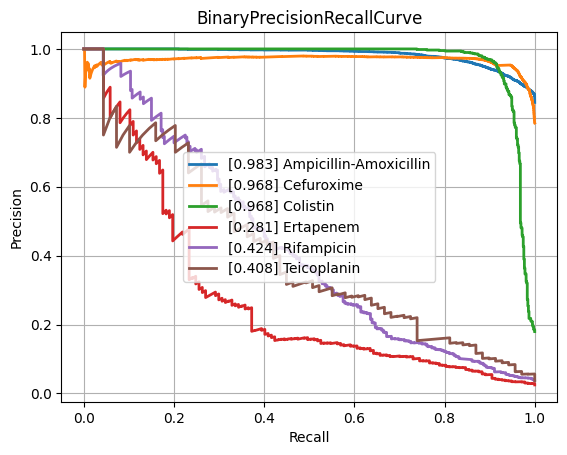 BinaryPrecisionRecallCurve
Precision
1.0
0.8
0.6
0.4
0.2
0.0
[0.983] Ampicillin-Amoxicillin
[0.968] Cefuroxime
[0.968] Colistin
[0.281] Ertapenem
[0.424] Rifampicin
[0.408] Teicoplanin
0.0 0.2 0.4 0.6 0.8 1.0
Recall